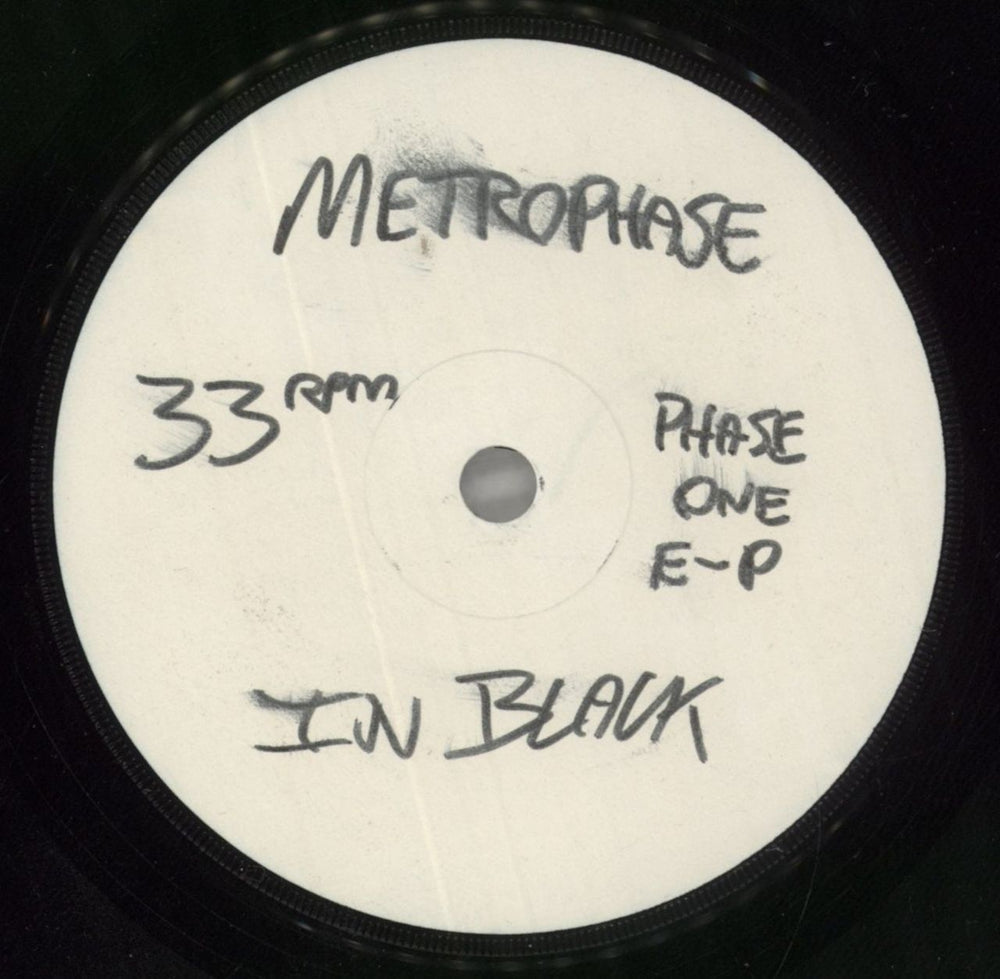 METROPHASE
33 RPM
PHASE
ONE
E-P
IN BLACK